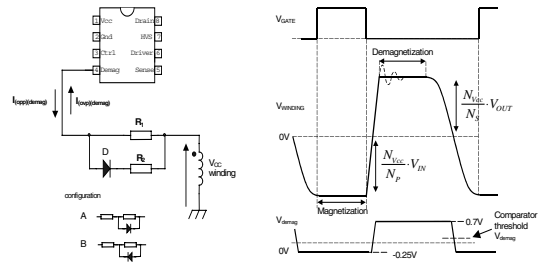 1 Vcc Drain 8
2 Gnd HVS 7
3 Ctrl Driver 6
4 Demag Sense 5
I(opp)(demag)
I(ovp)(demag)
R1
D
R2
VCC
winding
configuration
A
B
VGATE
Demagnetization
VWINDING
0V
NVcc/NS · VOUT
NVcc/NP · VIN
Magnetization
Vdemag
0V
0.7V
-0.25V
Comparator
threshold
Vdemag